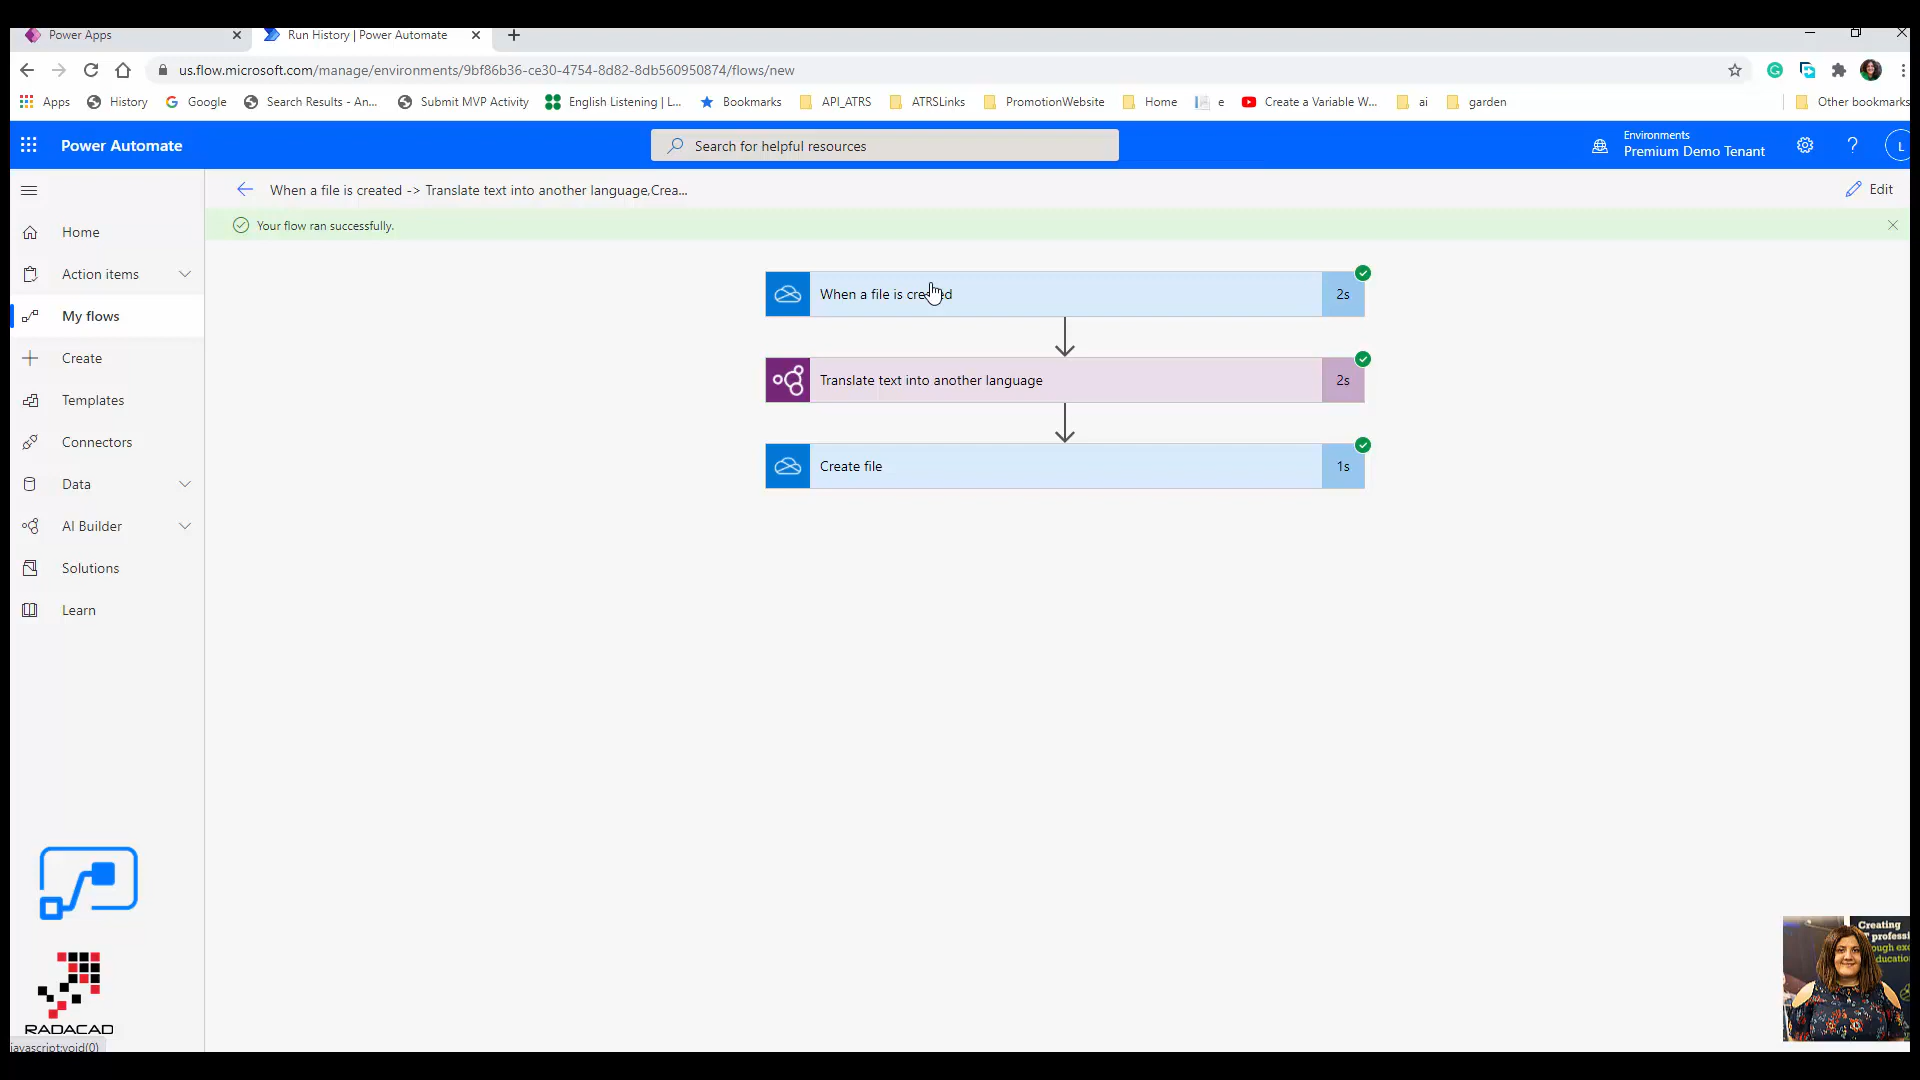 Power Apps
Run History | Power Automate
us.flow.microsoft.com/manage/environments/9bf86b36-ce30-4754-8d82-8db560950874/flows/new
Apps History Google Search Results - An... Submit MVP Activity English Listening | L... Bookmarks API_ATRS ATRSLinks PromotionWebsite Home e Create a Variable W... ai garden Other bookmarks
Power Automate
Search for helpful resources
Environments
Premium Demo Tenant
?
L
When a file is created -> Translate text into another language,Crea...
Edit
Your flow ran successfully.
Home
Action items
My flows
Create
Templates
Connectors
Data
AI Builder
Solutions
Learn
When a file is created
2s
Translate text into another language
2s
Create file
1s
RADACAD
javascript:void(0)
Creating